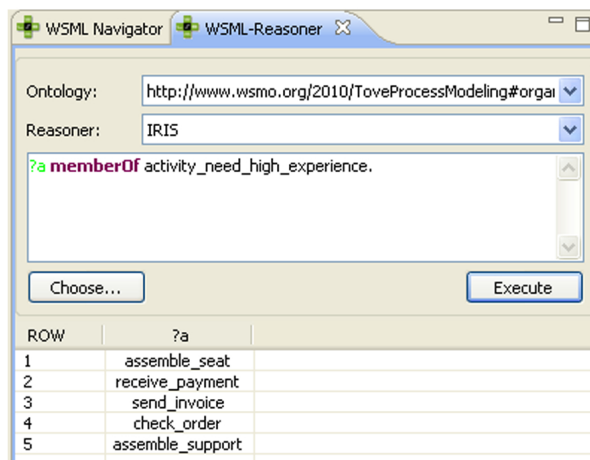 WSML Navigator WSML-Reasoner
Ontology: http://www.wsmo.org/2010/ToveProcessModeling#orga
Reasoner: IRIS
?a memberOf activity_need_high_experience.
Choose... Execute
ROW ?a
1 assemble_seat
2 receive_payment
3 send_invoice
4 check_order
5 assemble_support